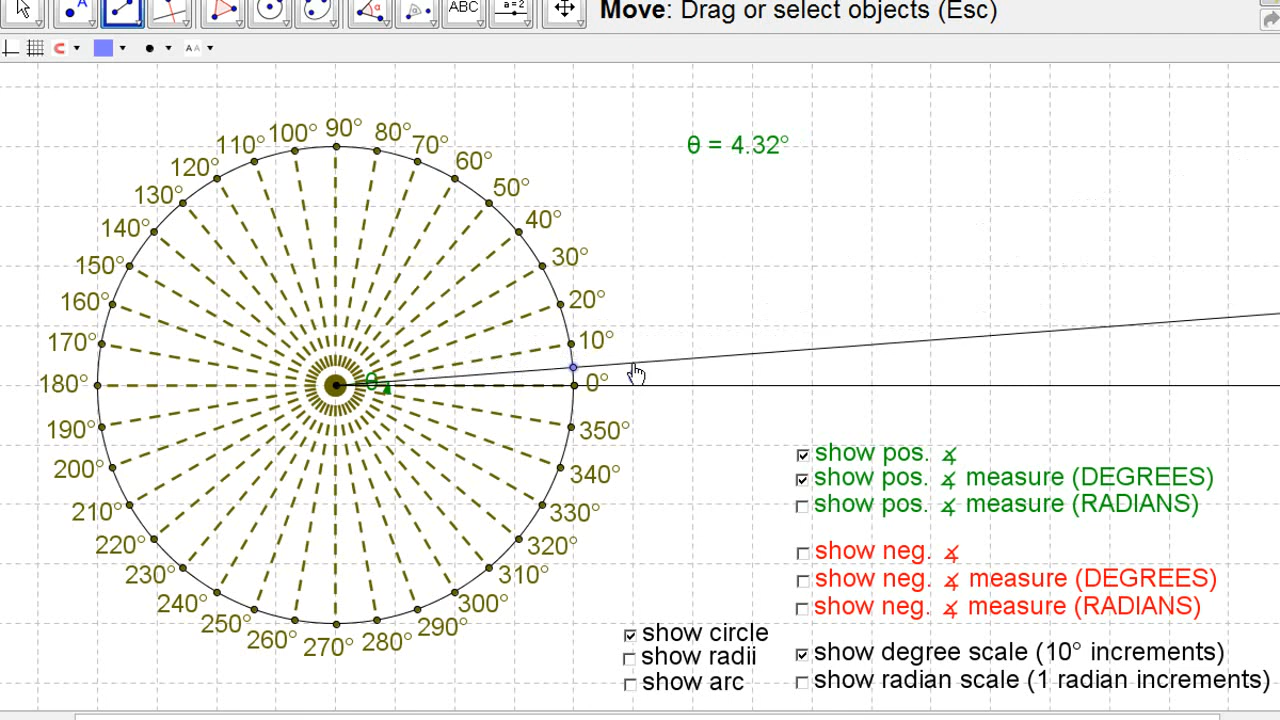 A
ABC
a=2
Move: Drag or select objects (Esc)
A A
θ = 4.32°
90°
100° 80°
110° 70°
120° 60°
130° 50°
140° 40°
150° 30°
160° 20°
170° 10°
180° θ 0°
190° 350°
200° 340°
210° 330°
220° 320°
230° 310°
240° 300°
250° 290°
260° 280°
270°
show pos. ∡
show pos. ∡ measure (DEGREES)
show pos. ∡ measure (RADIANS)
show neg. ∡
show neg. ∡ measure (DEGREES)
show neg. ∡ measure (RADIANS)
show circle
show radii
show arc
show degree scale (10° increments)
show radian scale (1 radian increments)